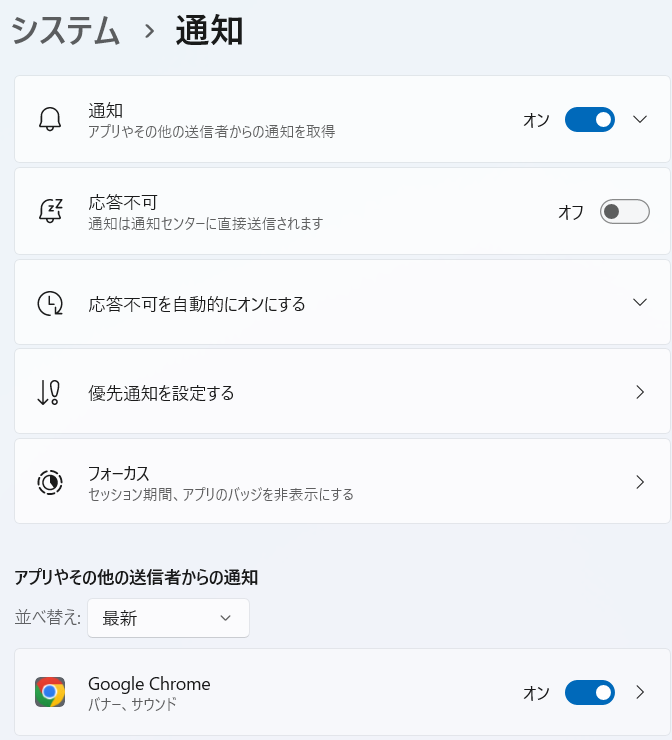 システム > 通知
通知
アプリやその他の送信者からの通知を取得
オン
応答不可
通知は通知センターに直接送信されます
オフ
応答不可を自動的にオンにする
優先通知を設定する
フォーカス
セッション期間、アプリのバッジを非表示にする
アプリやその他の送信者からの通知
並べ替え: 最新
Google Chrome
バナー、サウンド
オン